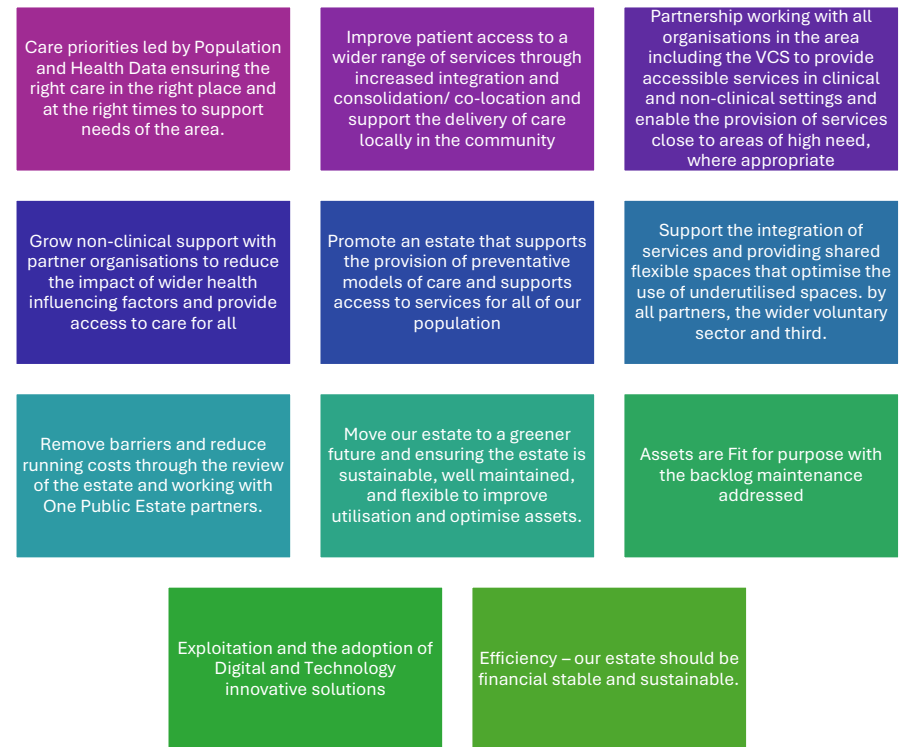 Care priorities led by Population
and Health Data ensuring the
right care in the right place and
at the right times to support
needs of the area.
Improve patient access to a
wider range of services through
increased integration and
consolidation/ co-location and
support the delivery of care
locally in the community
Partnership working with all
organisations in the area
including the VCS to provide
accessible services in clinical
and non-clinical settings and
enable the provision of services
close to areas of high need,
where appropriate
Grow non-clinical support with
partner organisations to reduce
the impact of wider health
influencing factors and provide
access to care for all
Promote an estate that supports
the provision of preventative
models of care and supports
access to services for all of our
population
Support the integration of
services and providing shared
flexible spaces that optimise the
use of underutilised spaces. by
all partners, the wider voluntary
sector and third.
Remove barriers and reduce
running costs through the review
of the estate and working with
One Public Estate partners.
Move our estate to a greener
future and ensuring the estate is
sustainable, well maintained,
and flexible to improve
utilisation and optimise assets.
Assets are Fit for purpose with
the backlog maintenance
addressed
Exploitation and the adoption of
Digital and Technology
innovative solutions
Efficiency – our estate should be
financial stable and sustainable.